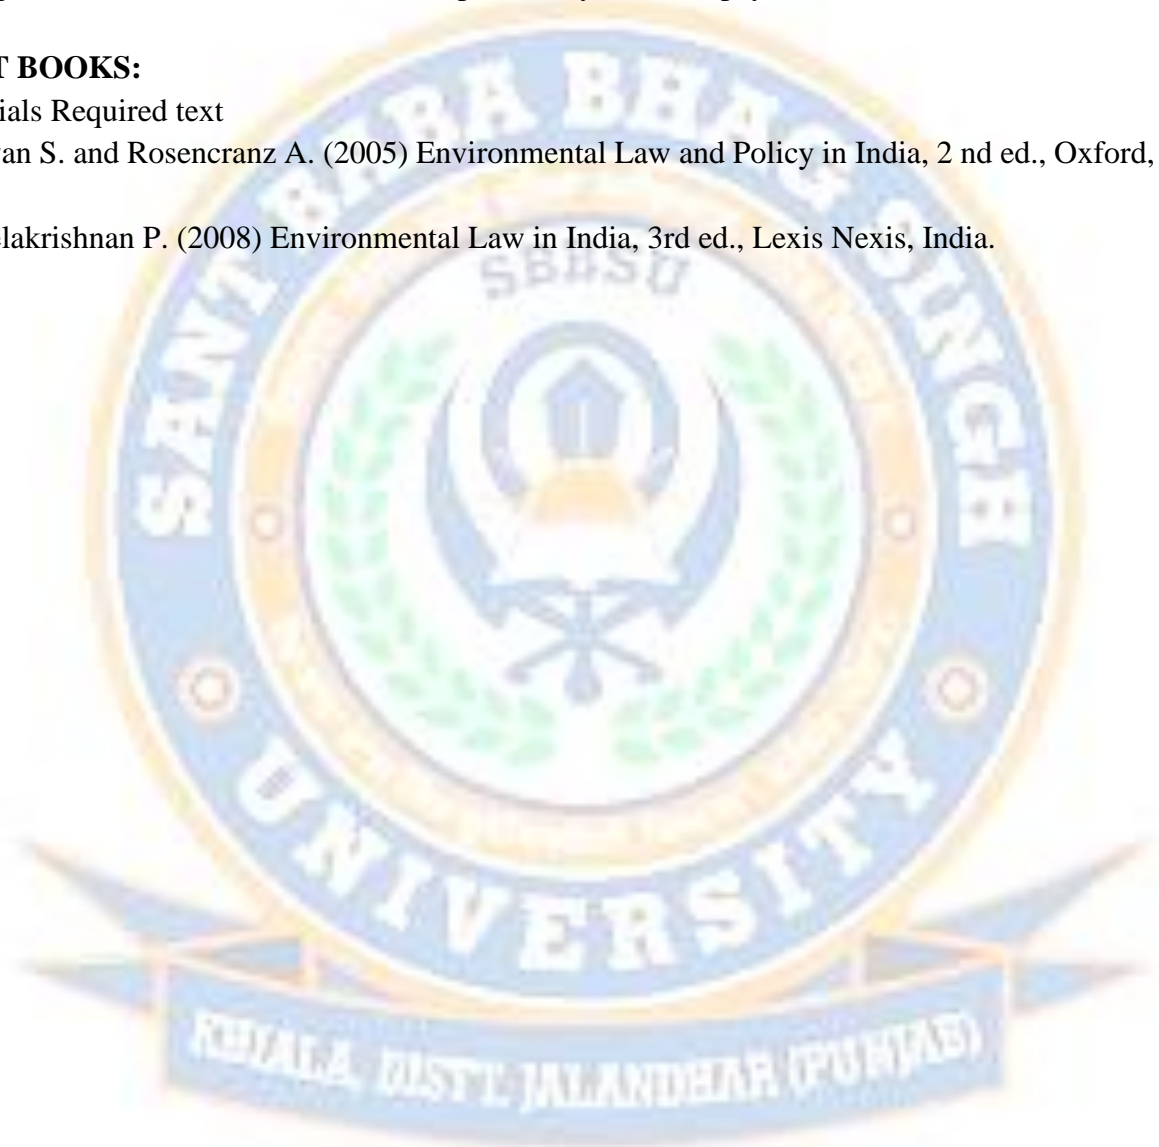 T BOOKS:
ials Required text
an S. and Rosencranz A. (2005) Environmental Law and Policy in India, 2 nd ed., Oxford,
elakrishnan P. (2008) Environmental Law in India, 3rd ed., Lexis Nexis, India.
SANT BABA BHAG SINGH
SBBSU
UNIVERSITY
KHIALA, DISTT. JALANDHAR (PUNJAB)